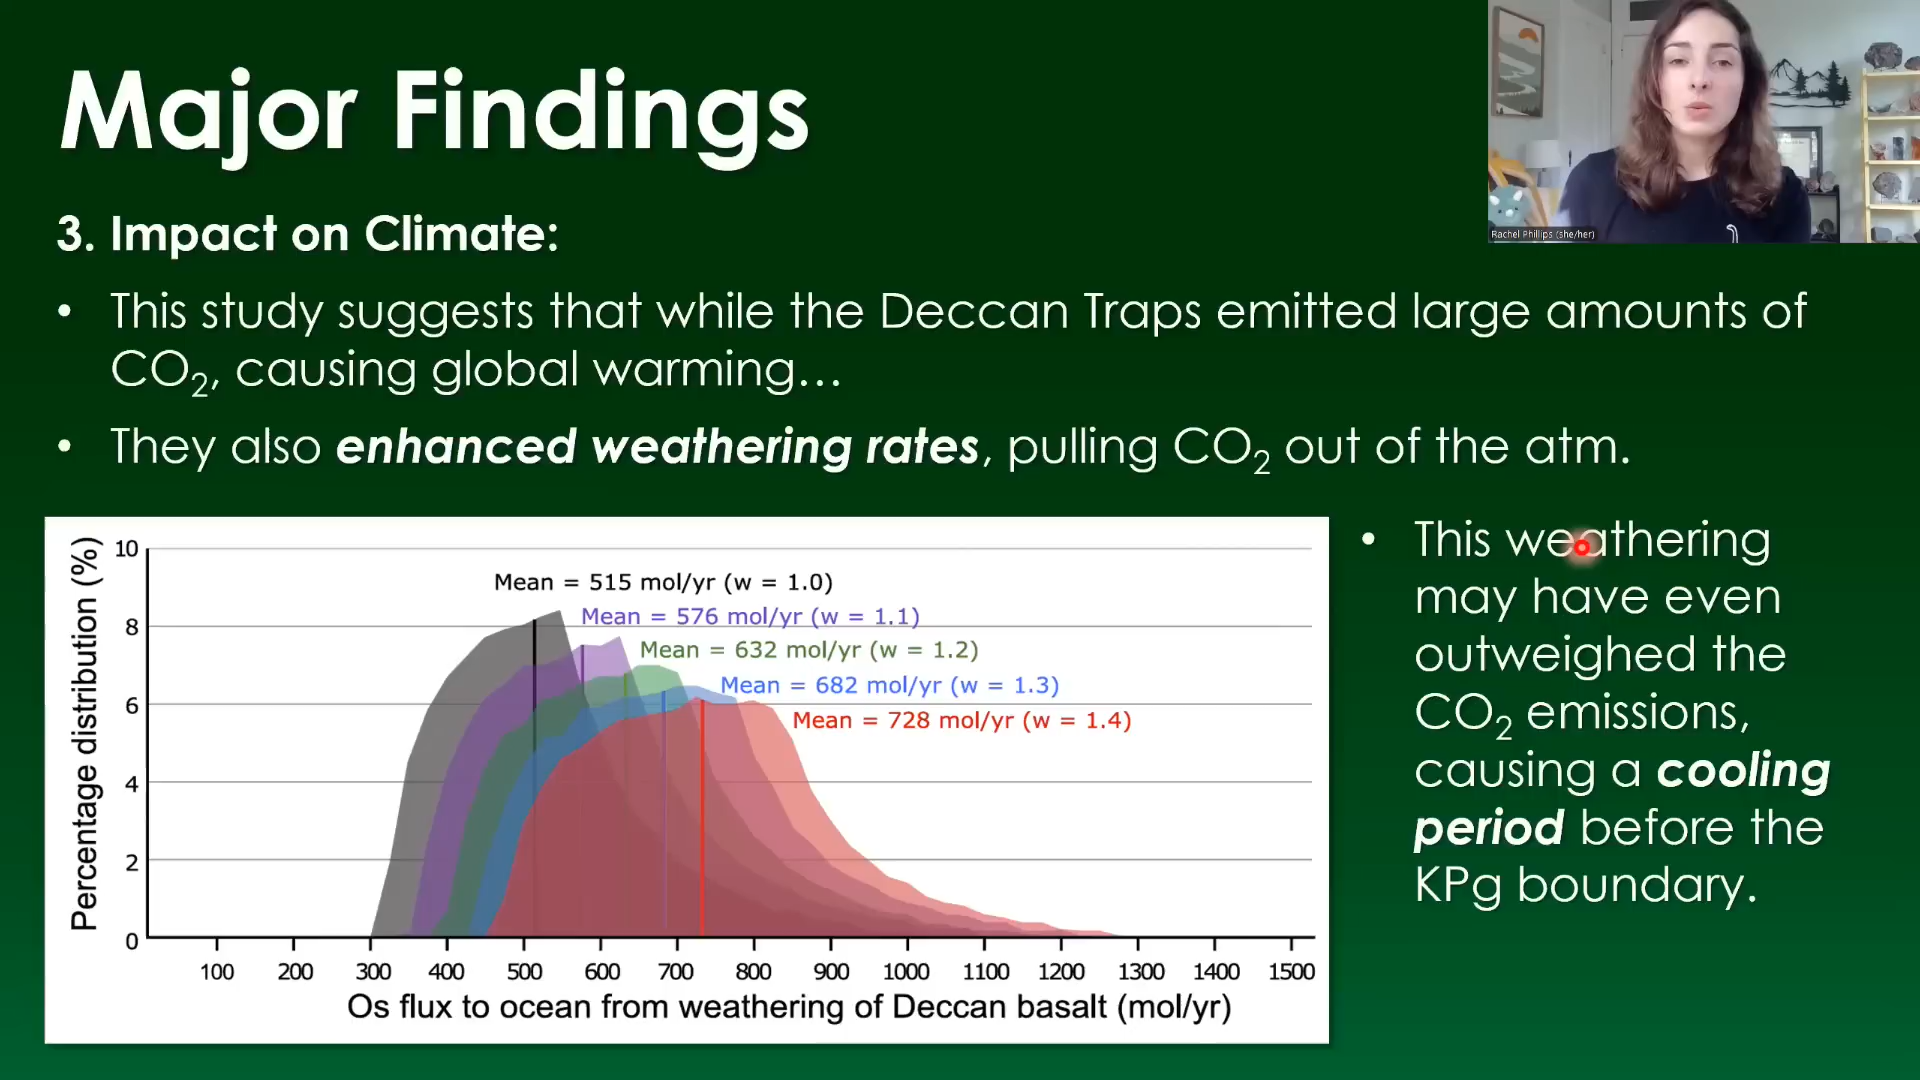 Major Findings
Rachel Phillips (she/her)
3. Impact on Climate:
• This study suggests that while the Deccan Traps emitted large amounts of
CO₂, causing global warming…
• They also enhanced weathering rates, pulling CO₂ out of the atm.
Percentage distribution (%)
10
8
6
4
2
0
Mean = 515 mol/yr (w = 1.0)
Mean = 576 mol/yr (w = 1.1)
Mean = 632 mol/yr (w = 1.2)
Mean = 682 mol/yr (w = 1.3)
Mean = 728 mol/yr (w = 1.4)
100 200 300 400 500 600 700 800 900 1000 1100 1200 1300 1400 1500
Os flux to ocean from weathering of Deccan basalt (mol/yr)
• This weathering
may have even
outweighed the
CO₂ emissions,
causing a cooling
period before the
KPg boundary.